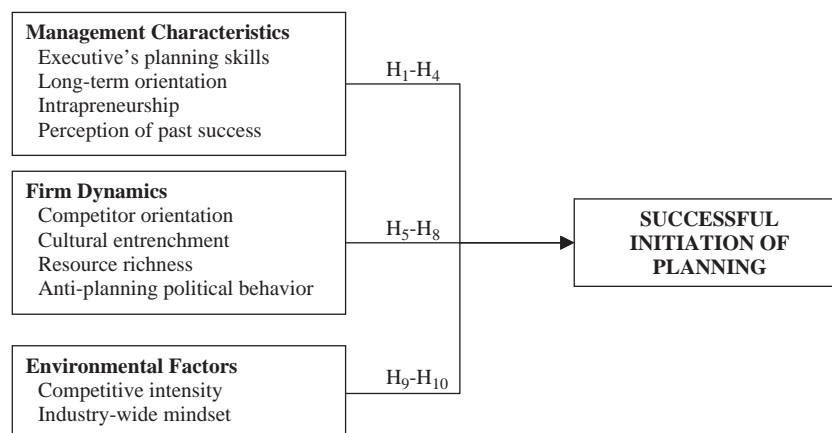 Management Characteristics
Executive's planning skills
Long-term orientation
Intrapreneurship
Perception of past success
H₁-H₄
Firm Dynamics
Competitor orientation
Cultural entrenchment
Resource richness
Anti-planning political behavior
H₅-H₈
SUCCESSFUL
INITIATION OF
PLANNING
Environmental Factors
Competitive intensity
Industry-wide mindset
H₉-H₁₀